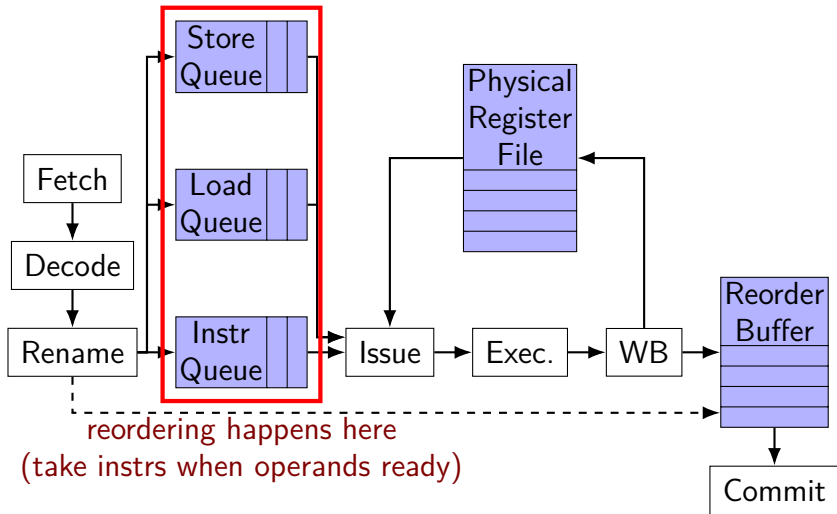 Fetch
Decode
Rename
Store
Queue
Load
Queue
Instr
Queue
Issue
Exec.
WB
Physical
Register
File
Reorder
Buffer
Commit
reordering happens here
(take instrs when operands ready)